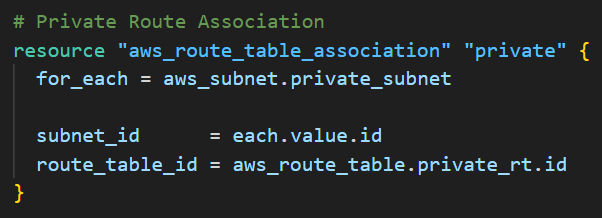 # Private Route Association
resource "aws_route_table_association" "private" {
  for_each = aws_subnet.private_subnet

  subnet_id      = each.value.id
  route_table_id = aws_route_table.private_rt.id
}